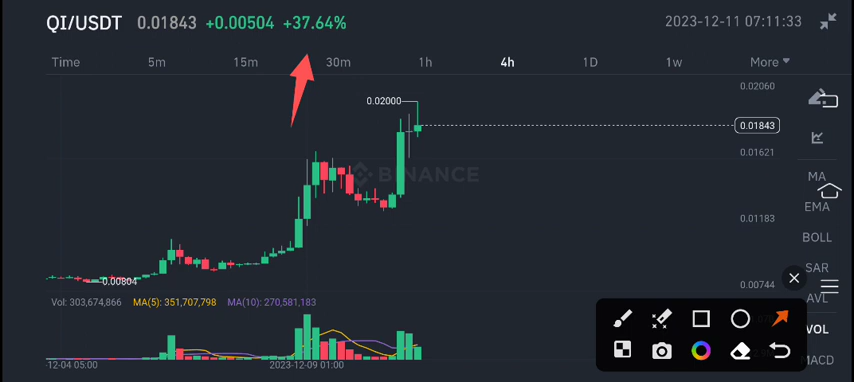 QI/USDT 0.01843 +0.00504 +37.64% 2023-12-11 07:11:33
Time 5m 15m 30m 1h 4h 1D 1w More
0.02060
0.02000
0.01843
0.01621
MA
BINANCE
EMA
0.01183
BOLL
SAR
0.00804
0.00744
AVL
Vol: 303,674,866 MA(5): 351,707,798 MA(10): 270,581,183
VOL
MACD
12-04 05:00 2023-12-09 01:00